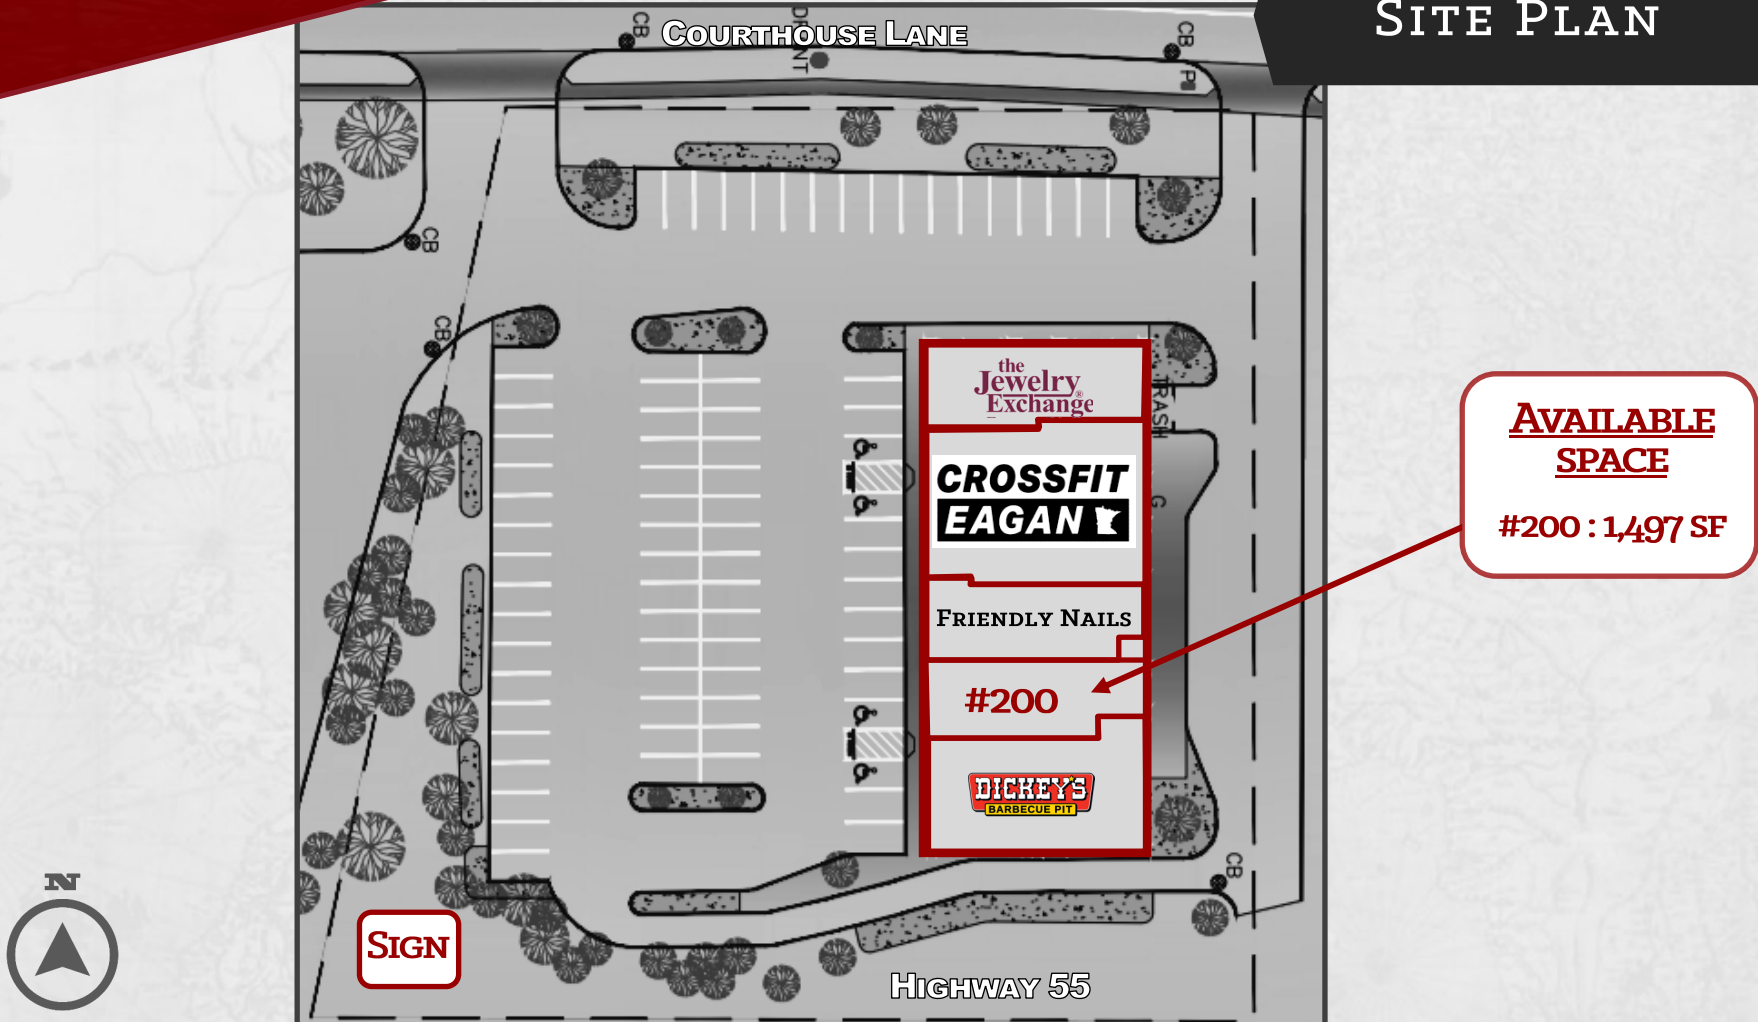 SITE PLAN
COURTHOUSE LANE
CB
CB
CB
CB
the
Jewelry
Exchange
®
TRASH
CROSSFIT
EAGAN
FRIENDLY NAILS
#200
DICKEY'S
BARBECUE PIT
AVAILABLE
SPACE
#200 : 1,497 SF
CB
N
SIGN
HIGHWAY 55